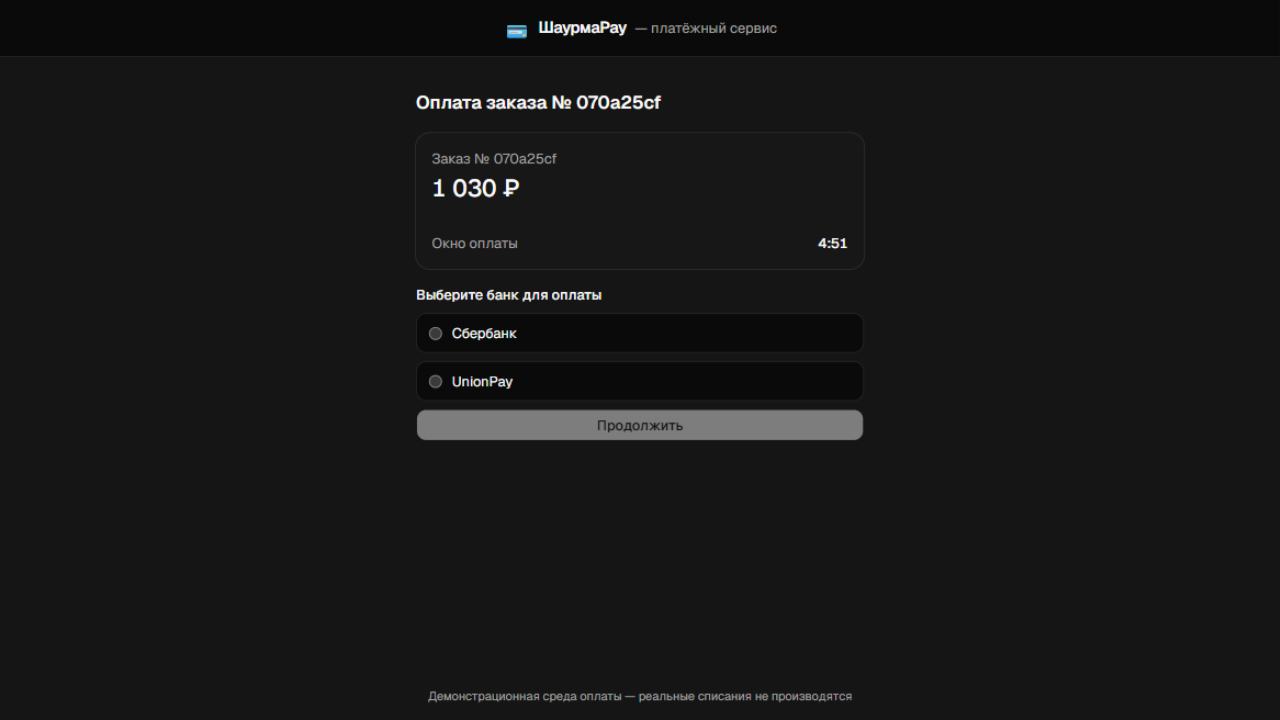 ШаурмаPay — платёжный сервис
Оплата заказа № 070a25cf
Заказ № 070a25cf
1 030 ₽
Окно оплаты 4:51
Выберите банк для оплаты
Сбербанк
UnionPay
Продолжить
Демонстрационная среда оплаты — реальные списания не производятся